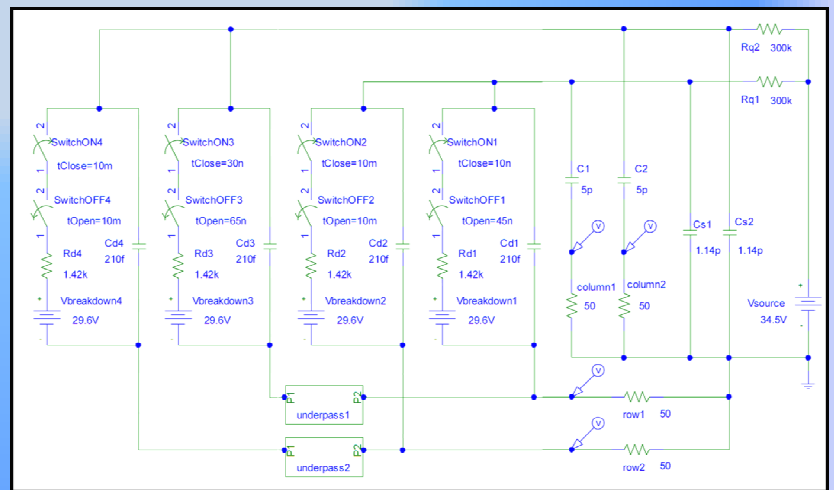 Rq2 300k
Rq1 300k
2 2 2 2
SwitchON4 SwitchON3 SwitchON2 SwitchON1
tClose=10m tClose=30n tClose=10m tClose=10n
1 1 1 1
C1 C2
5p 5p
2 2 2 2
SwitchOFF4 SwitchOFF3 SwitchOFF2 SwitchOFF1
tOpen=10m tOpen=65n tOpen=10m tOpen=45n
1 1 1 1
V V
Cs1 Cs2
1.14p 1.14p
Rd4 Cd4 Rd3 Cd3 Rd2 Cd2 Rd1 Cd1
1.42k 210f 1.42k 210f 1.42k 210f 1.42k 210f
column1 column2
50 50
+ + + + +
Vbreakdown4 Vbreakdown3 Vbreakdown2 Vbreakdown1
29.6V 29.6V 29.6V 29.6V
Vsource
34.5V
- - - - -
V
P1 P2
underpass1
row1 50
V
P1 P2
underpass2
row2 50